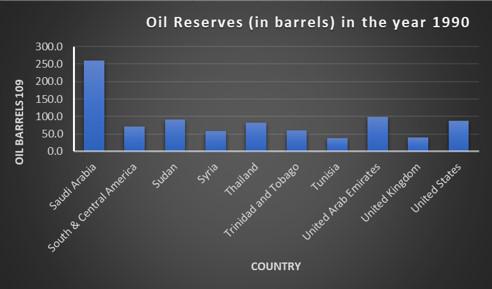 Oil Reserves (in barrels) in the year 1990
OIL BARRELS 109
300.0
250.0
200.0
150.0
100.0
50.0
0.0
Saudi Arabia
South & Central America
Sudan
Syria
Thailand
Trinidad and Tobago
Tunisia
United Arab Emirates
United Kingdom
United States
COUNTRY